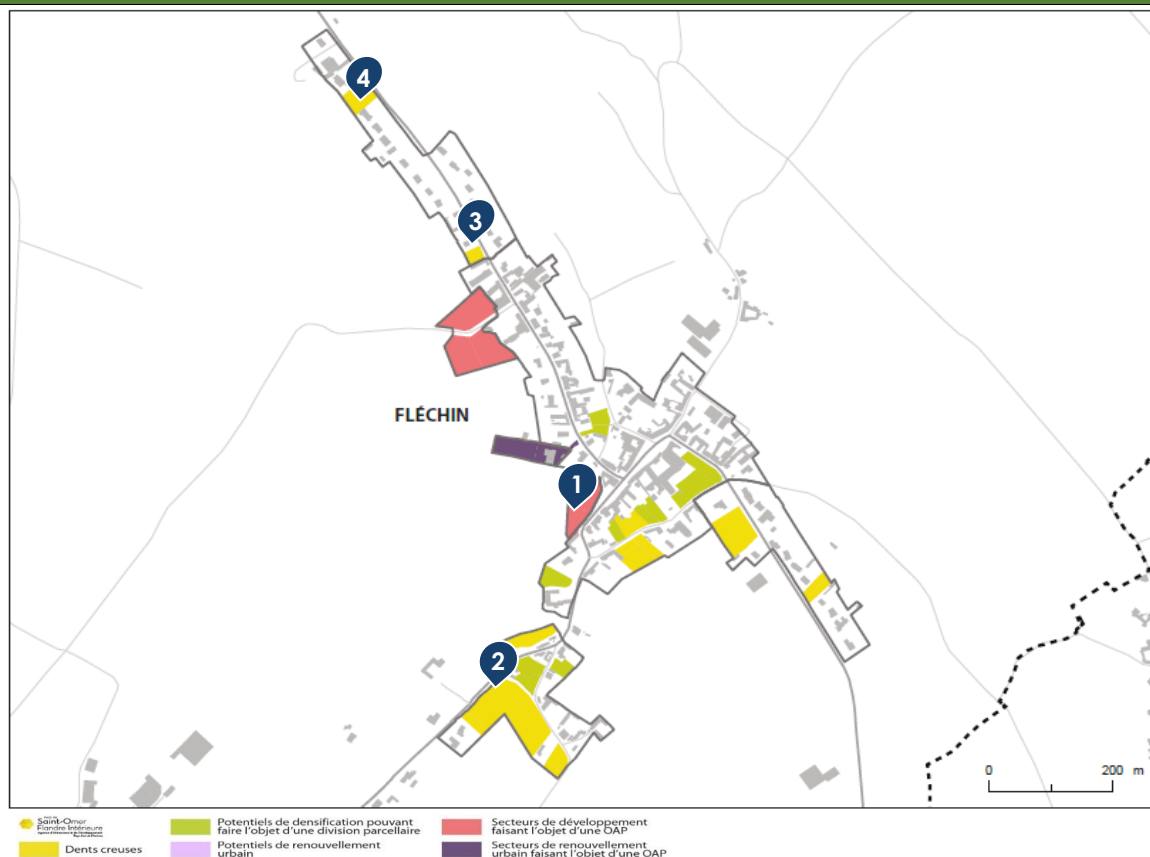 4
3
FLÉCHIN
1
2
0 200 m
Saint-Omer
Flandre Intérieure
Potentiels de densification pouvant
faire l'objet d'une division parcellaire
Secteurs de développement
faisant l'objet d'une OAP
Dents creuses
Potentiels de renouvellement
urbain
Secteurs de renouvellement
urbain faisant l'objet d'une OAP